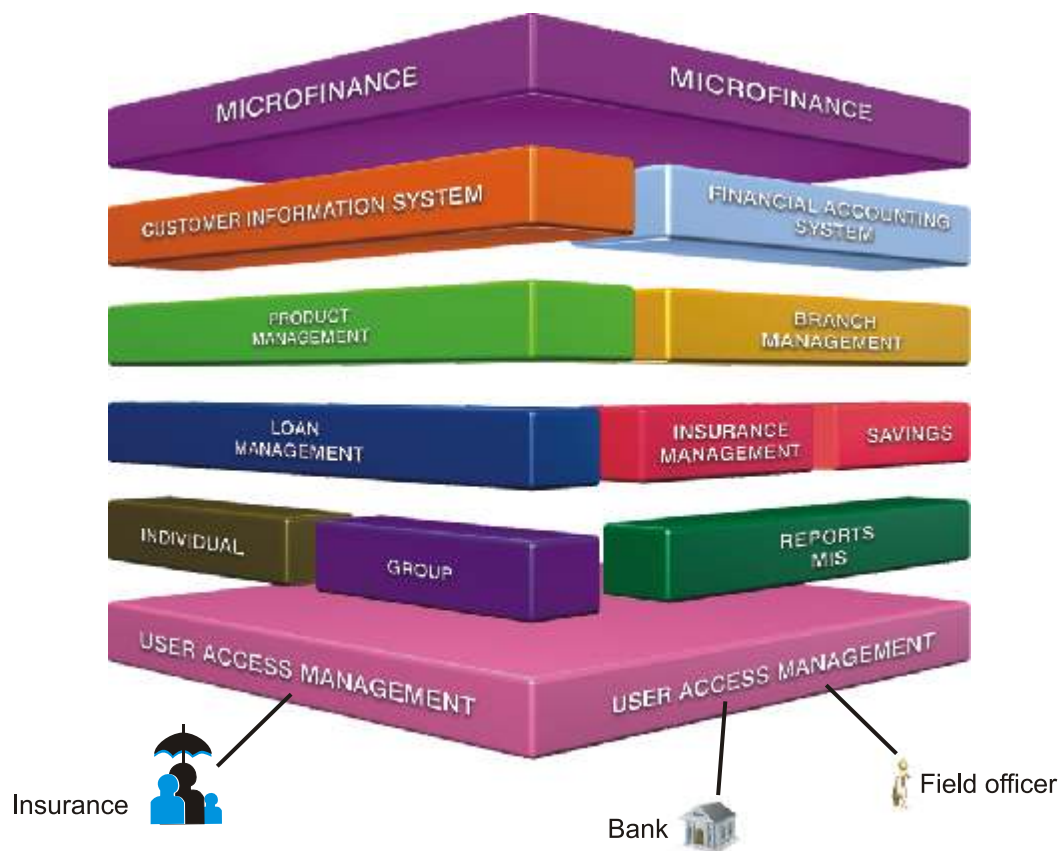 MICROFINANCE
MICROFINANCE
CUSTOMER INFORMATION SYSTEM
FINANCIAL ACCOUNTING
SYSTEM
PRODUCT
MANAGEMENT
BRANCH
MANAGEMENT
LOAN
MANAGEMENT
INSURANCE
MANAGEMENT
SAVINGS
INDIVIDUAL
GROUP
REPORTS
MIS
USER ACCESS MANAGEMENT
USER ACCESS MANAGEMENT
Insurance
Bank
Field officer